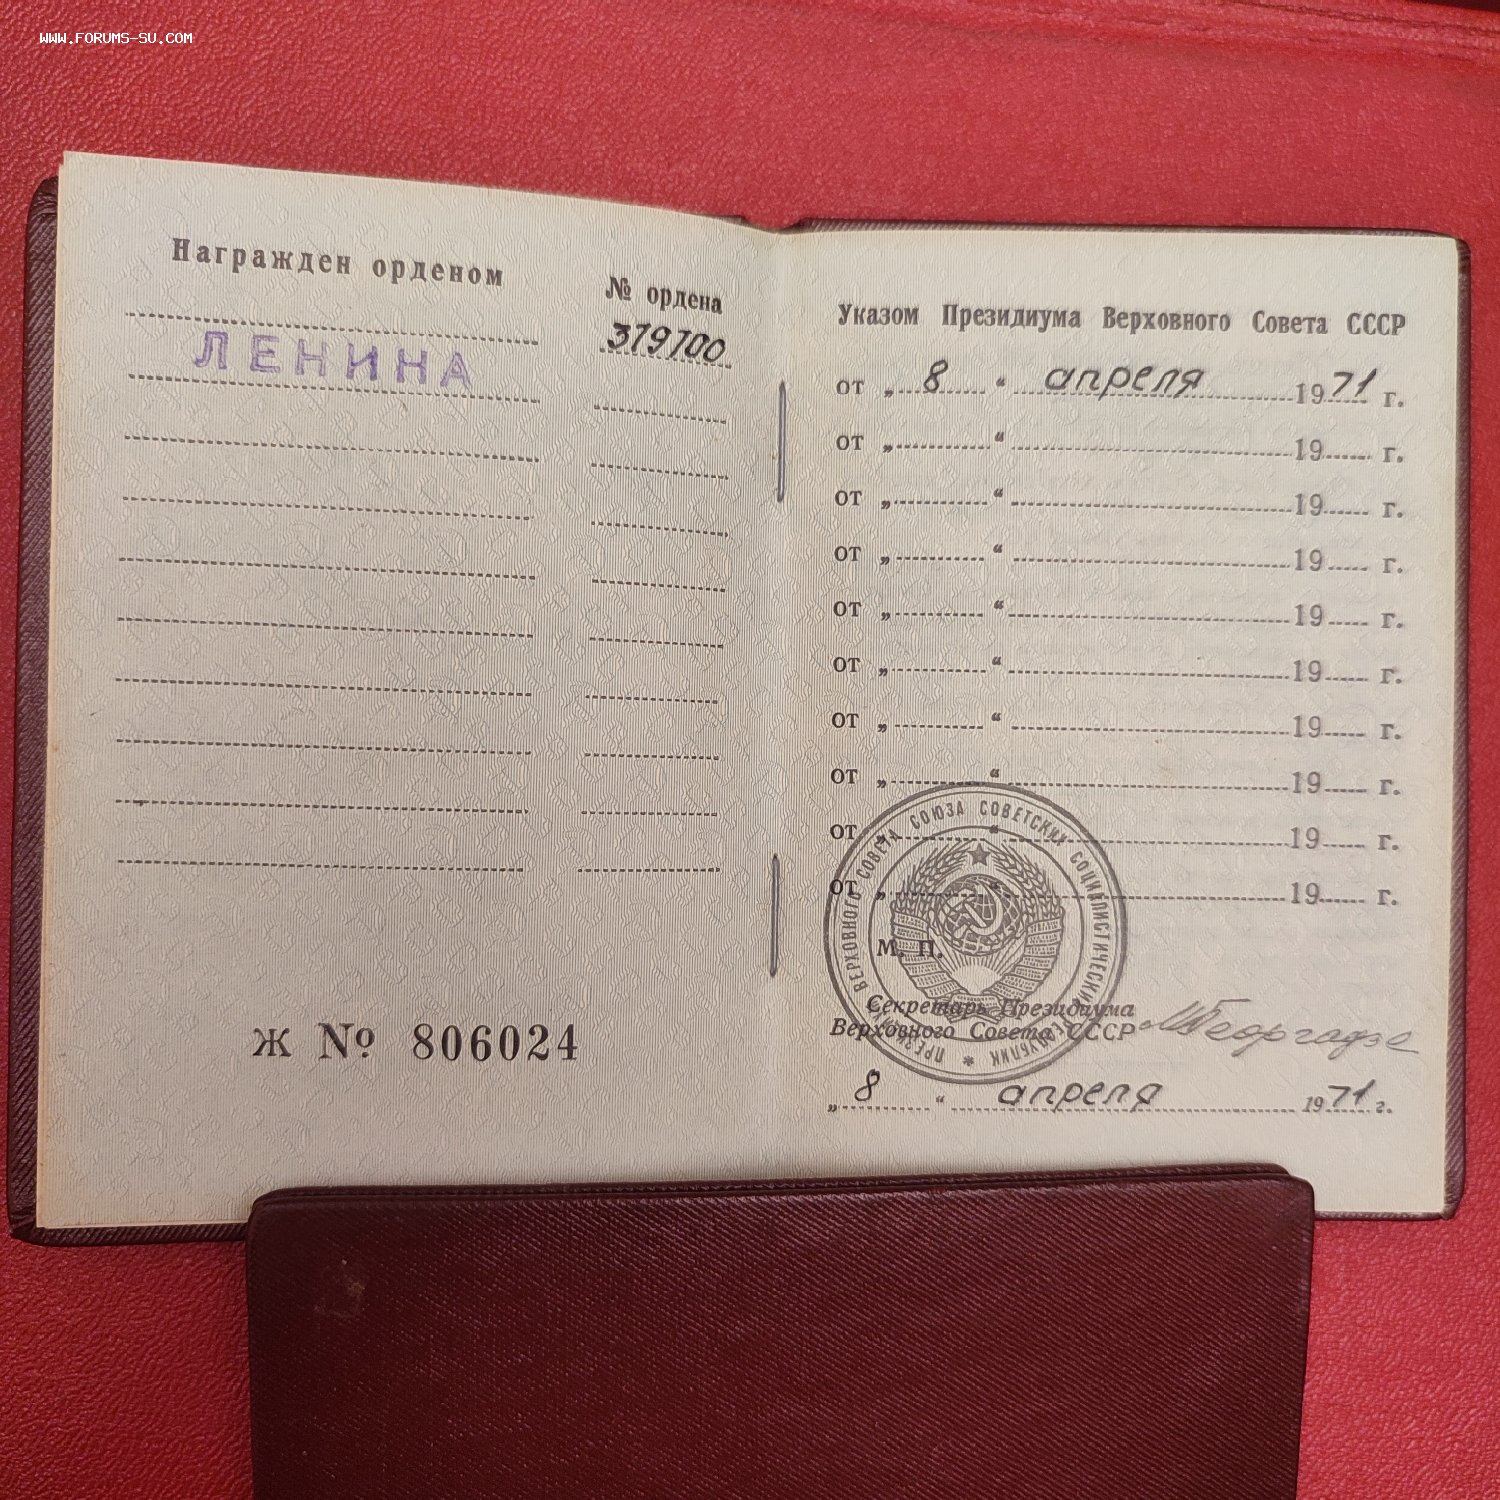 WWW.FORUMS-SU.COM
Награжден орденом
№ ордена
ЛЕНИНА
379700
Ж № 806024
Указом Президиума Верховного Совета СССР
от „ 8 “ апреля 1971 г.
от „ “ 19 г.
от „ “ 19 г.
от „ “ 19 г.
от „ “ 19 г.
от „ “ 19 г.
от „ “ 19 г.
от „ “ 19 г.
от „ “ 19 г.
от „ “ 19 г.
ПРЕЗИДИУМ ВЕРХОВНОГО СОВЕТА СОЮЗА СОВЕТСКИХ СОЦИАЛИСТИЧЕСКИХ РЕСПУБЛИК
М. П.
Секретарь Президиума
Верховного Совета СССР МГеоргадзе
„ 8 “ апреля 1971 г.